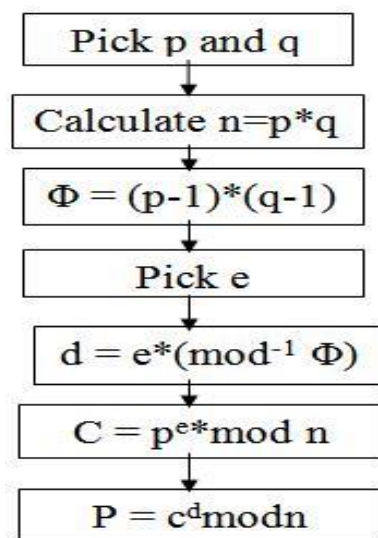 Pick p and q
Calculate n=p*q
Φ = (p-1)*(q-1)
Pick e
d = e*(mod⁻¹ Φ)
C = pᵉ*mod n
P = cᵈmodn